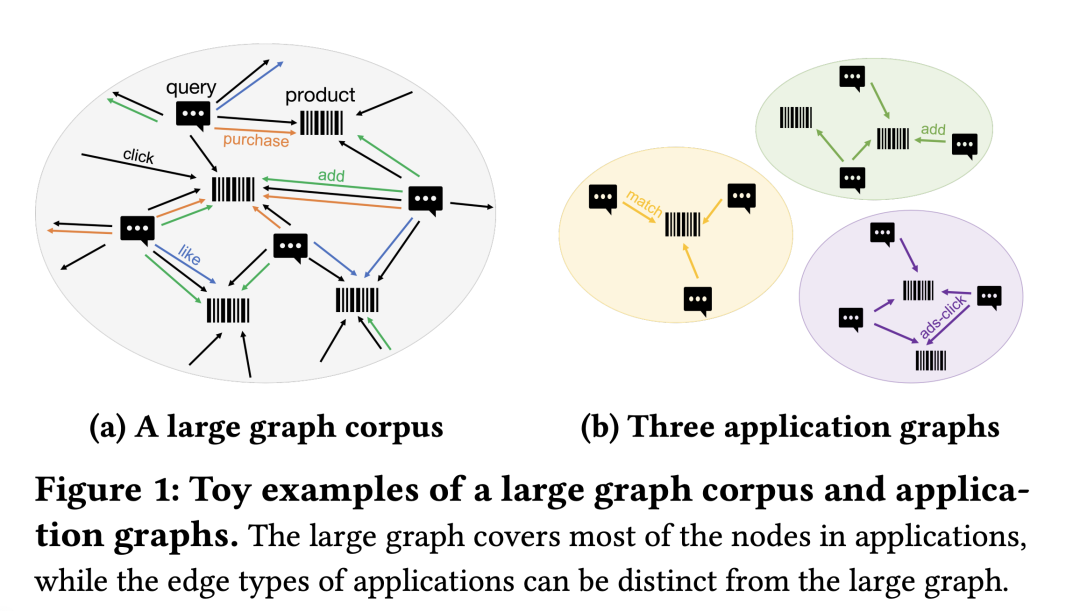 query
product
purchase
click
add
like
match
add
ads-click
(a) A large graph corpus
(b) Three application graphs
Figure 1: Toy examples of a large graph corpus and applica-
tion graphs. The large graph covers most of the nodes in applications,
while the edge types of applications can be distinct from the large graph.